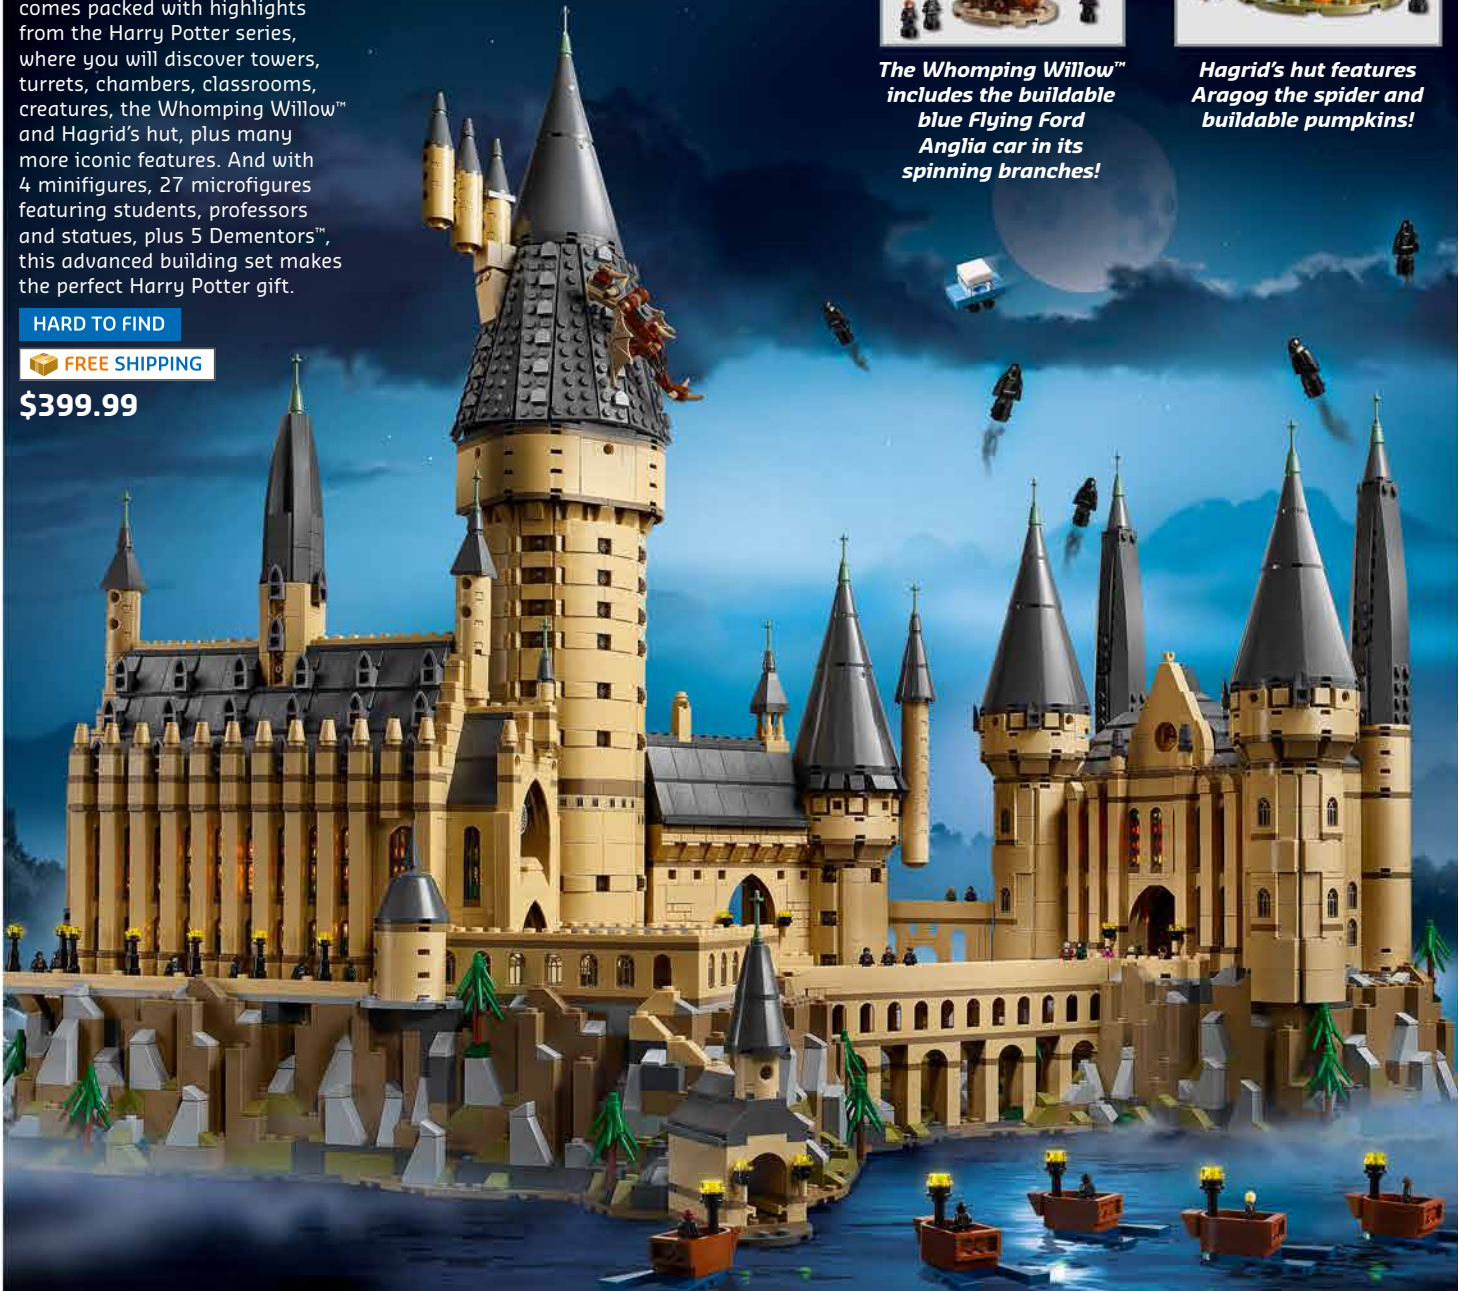 comes packed with highlights
from the Harry Potter series,
where you will discover towers,
turrets, chambers, classrooms,
creatures, the Whomping Willow™
and Hagrid's hut, plus many
more iconic features. And with
4 minifigures, 27 microfigures
featuring students, professors
and statues, plus 5 Dementors™,
this advanced building set makes
the perfect Harry Potter gift.
HARD TO FIND
FREE SHIPPING
$399.99
The Whomping Willow™
includes the buildable
blue Flying Ford
Anglia car in its
spinning branches!
Hagrid's hut features
Aragog the spider and
buildable pumpkins!